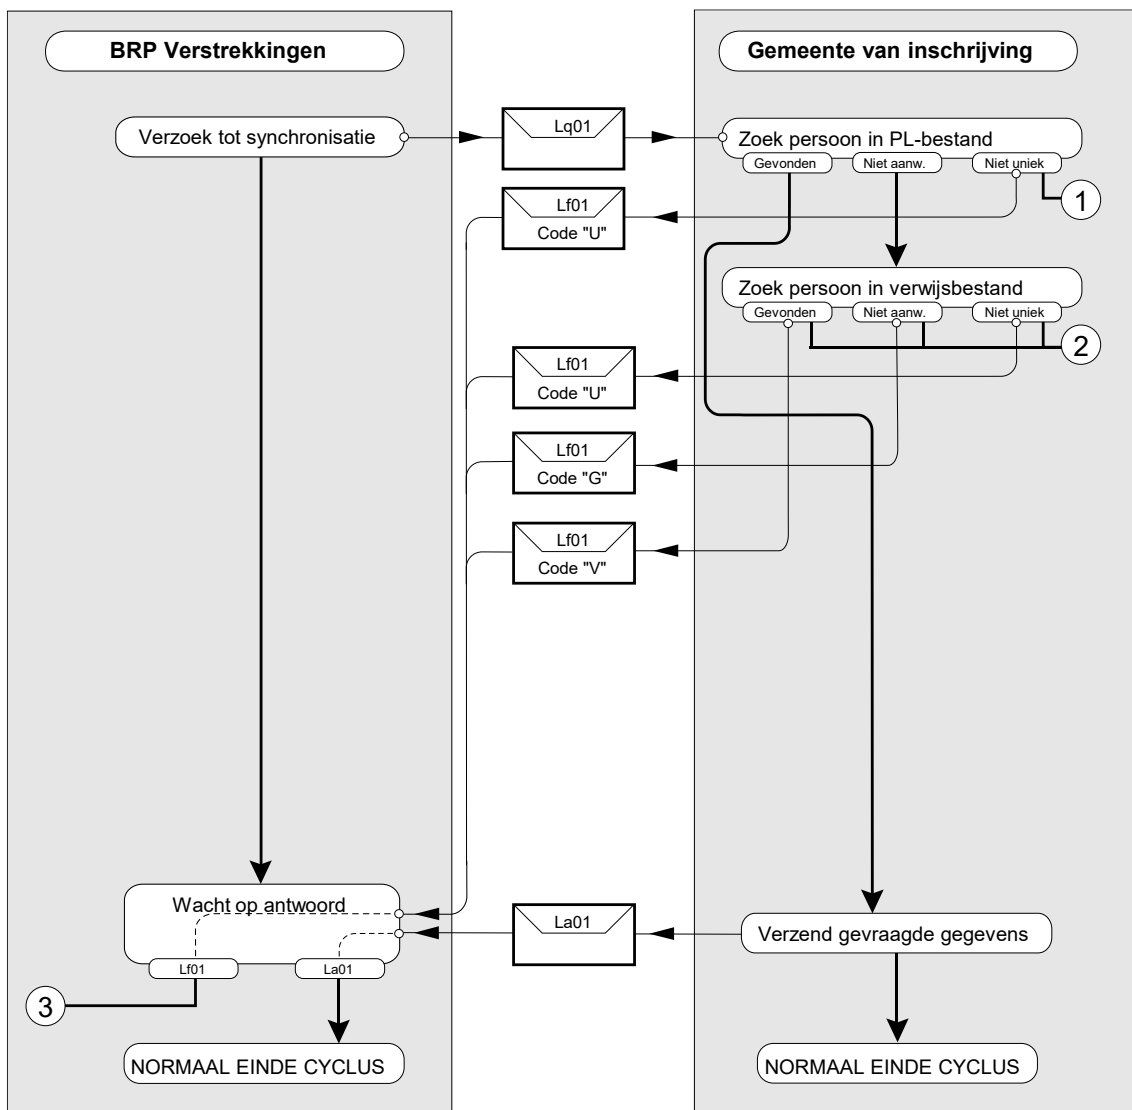 BRP Verstrekkingen
Gemeente van inschrijving
Verzoek tot synchronisatie
Lq01
Zoek persoon in PL-bestand
Gevonden
Niet aanw.
Niet uniek
1
Lf01
Code "U"
Zoek persoon in verwijsbestand
Gevonden
Niet aanw.
Niet uniek
2
Lf01
Code "U"
Lf01
Code "G"
Lf01
Code "V"
Wacht op antwoord
Lf01
La01
3
La01
Verzend gevraagde gegevens
NORMAAL EINDE CYCLUS
NORMAAL EINDE CYCLUS